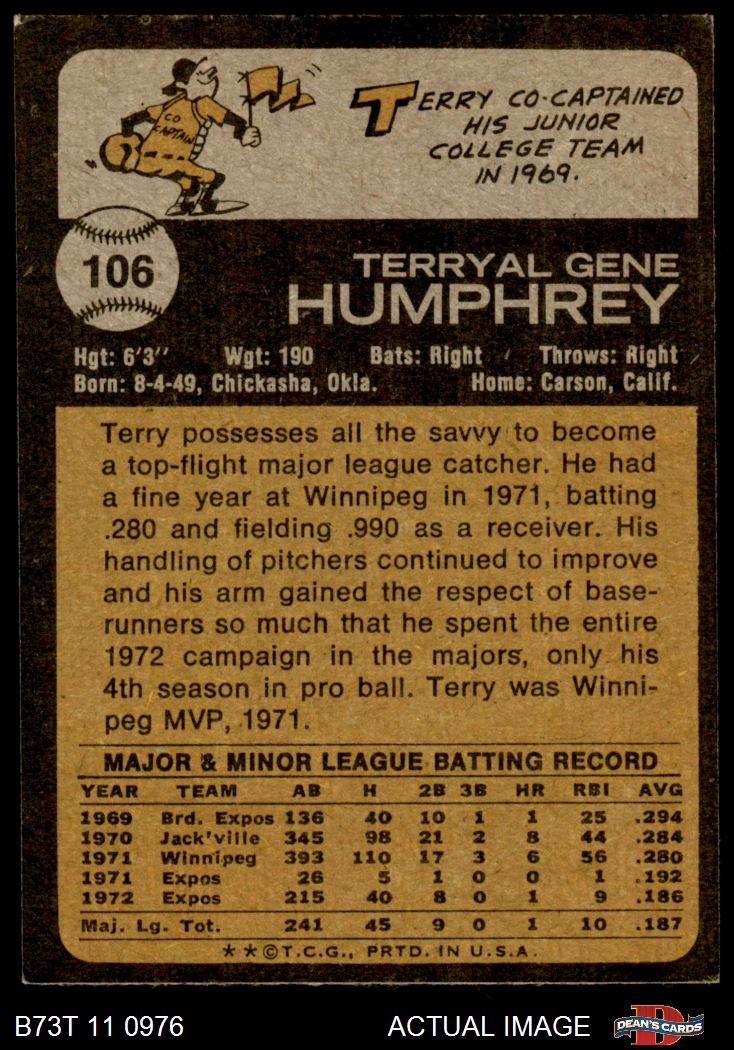 TERRY CO-CAPTAINED
HIS JUNIOR
COLLEGE TEAM
IN 1969.
CO
CAPTAIN
106
TERRYAL GENE
HUMPHREY
Hgt: 6'3" Wgt: 190 Bats: Right Throws: Right
Born: 8-4-49, Chickasha, Okla. Home: Carson, Calif.
Terry possesses all the savvy to become
a top-flight major league catcher. He had
a fine year at Winnipeg in 1971, batting
.280 and fielding .990 as a receiver. His
handling of pitchers continued to improve
and his arm gained the respect of base-
runners so much that he spent the entire
1972 campaign in the majors, only his
4th season in pro ball. Terry was Winni-
peg MVP, 1971.
MAJOR & MINOR LEAGUE BATTING RECORD
YEAR TEAM AB H 2B 3B HR RBI AVG
1969 Brd. Expos 136 40 10 1 1 25 .294
1970 Jack'ville 345 98 21 2 8 44 .284
1971 Winnipeg 393 110 17 3 6 56 .280
1971 Expos 26 5 1 0 0 1 .192
1972 Expos 215 40 8 0 1 9 .186
Maj. Lg. Tot. 241 45 9 0 1 10 .187
**©T.C.G., PRTD. IN U.S.A.
B73T 11 0976 ACTUAL IMAGE
D
DEAN'S CARDS